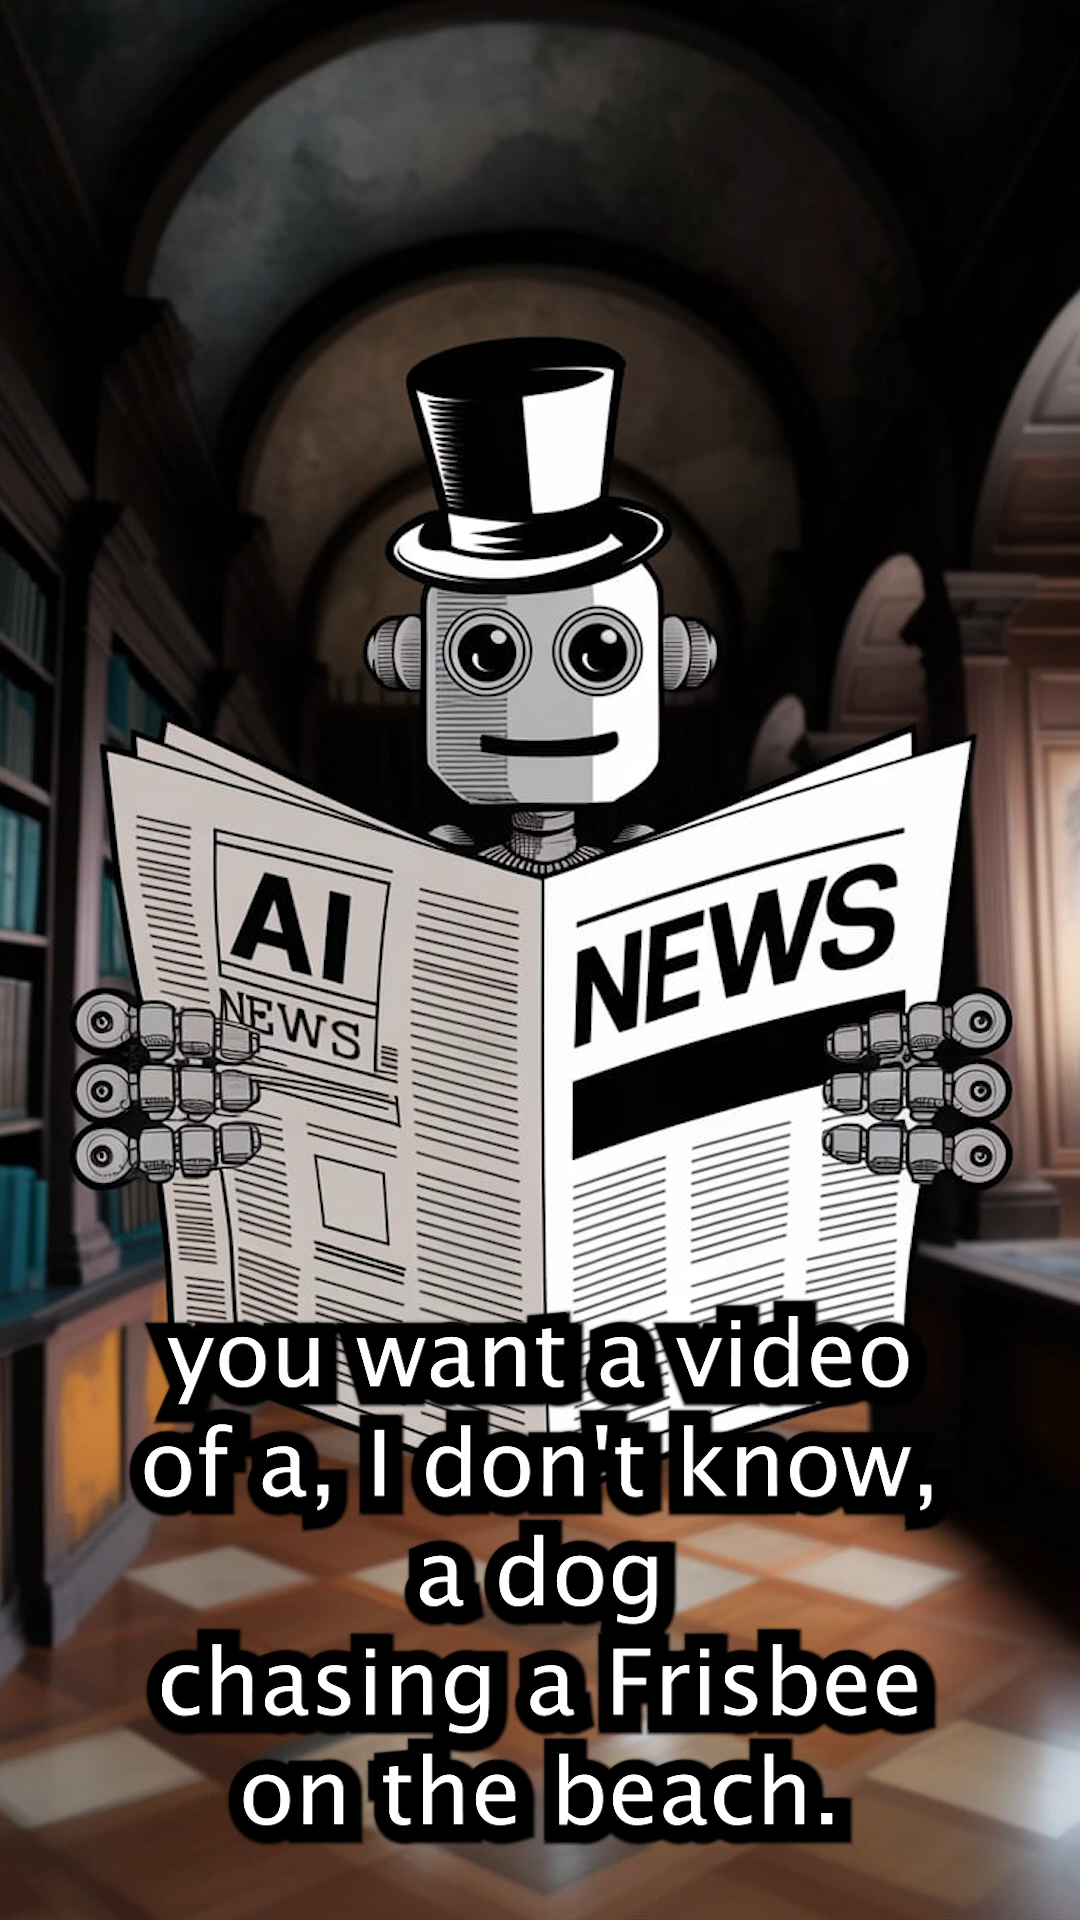 AI
NEWS
NEWS
you want a video
of a, I don't know,
a dog
chasing a Frisbee
on the beach.